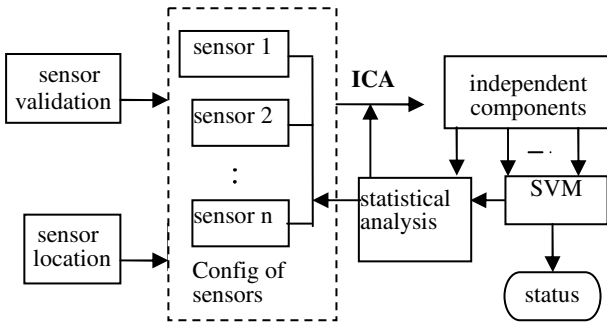 sensor
validation
sensor
location
sensor 1
sensor 2
:
sensor n
Config of
sensors
ICA
independent
components
statistical
analysis
SVM
status